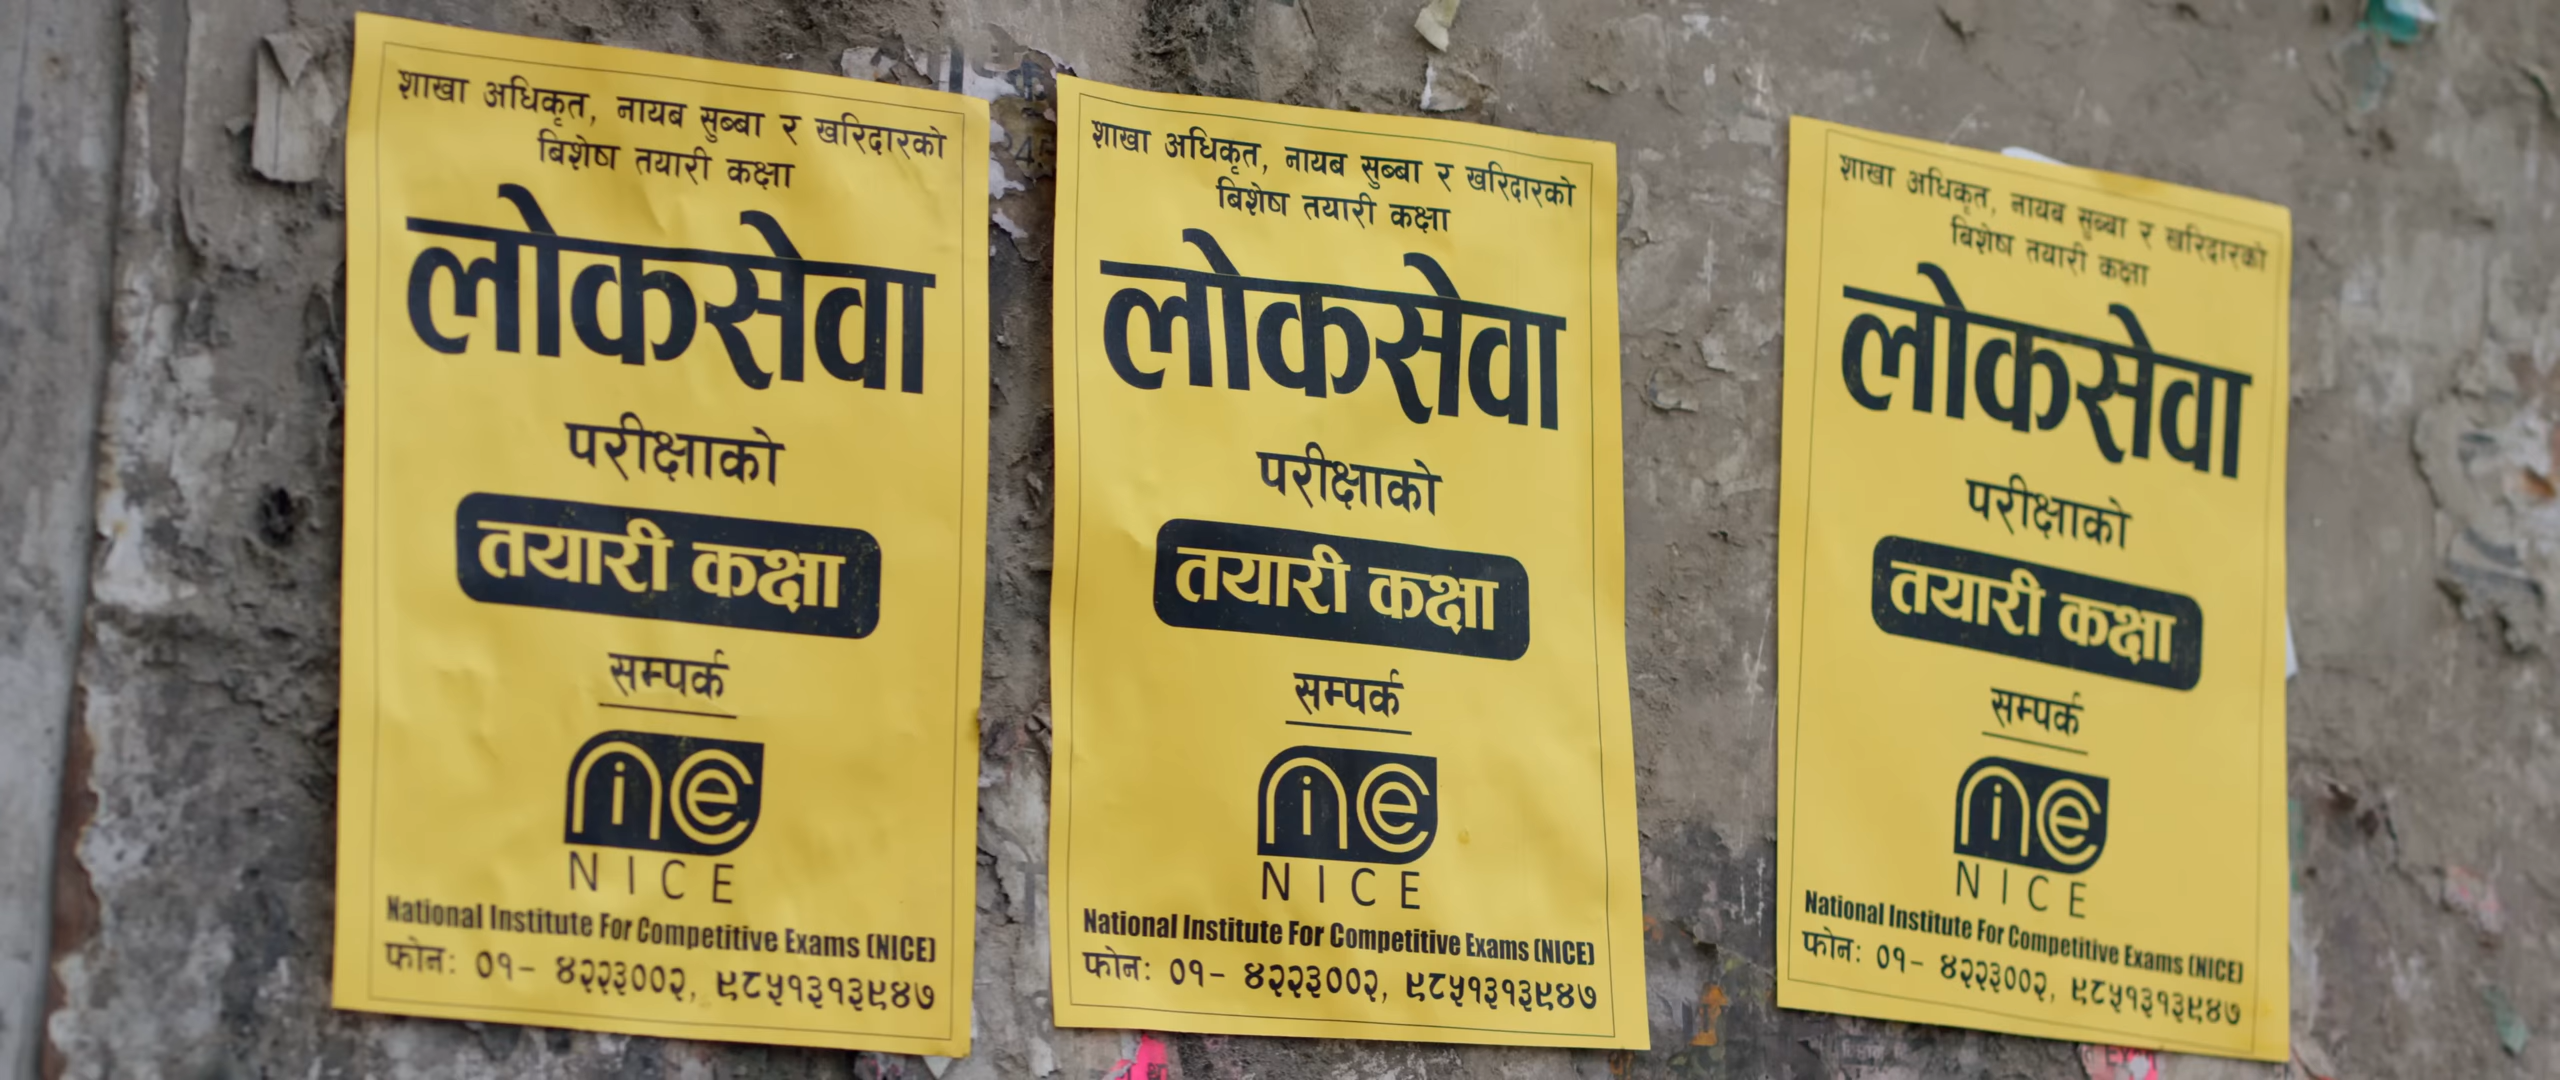 शाखा अधिकृत, नायब सुब्बा र खरिदारको
बिशेष तयारी कक्षा
लोकसेवा
परीक्षाको
तयारी कक्षा
सम्पर्क
nice
NICE
National Institute For Competitive Exams (NICE)
फोन: ०१- ४२२३००२, ९८५१३१३९४७
शाखा अधिकृत, नायब सुब्बा र खरिदारको
बिशेष तयारी कक्षा
लोकसेवा
परीक्षाको
तयारी कक्षा
सम्पर्क
nice
NICE
National Institute For Competitive Exams (NICE)
फोन: ०१- ४२२३००२, ९८५१३१३९४७
शाखा अधिकृत, नायब सुब्बा र खरिदारको
बिशेष तयारी कक्षा
लोकसेवा
परीक्षाको
तयारी कक्षा
सम्पर्क
nice
NICE
National Institute For Competitive Exams (NICE)
फोन: ०१- ४२२३००२, ९८५१३१३९४७